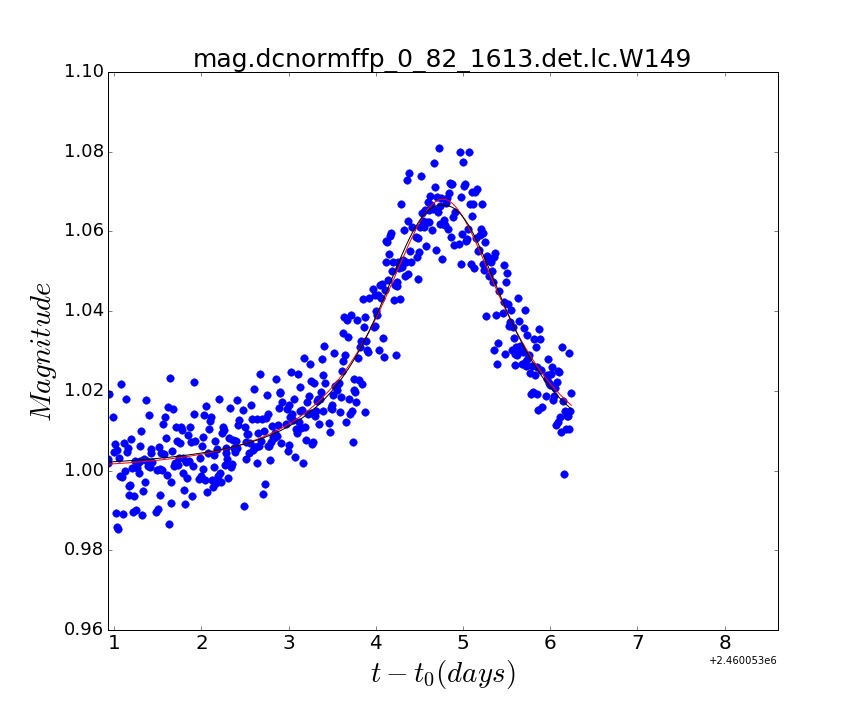 mag.dcnormffp_0_82_1613.det.lc.W149
1.10
1.08
1.06
1.04
1.02
1.00
0.98
0.96
Magnitude
1 2 3 4 5 6 7 8
+2.460053e6
t − t₀(days)